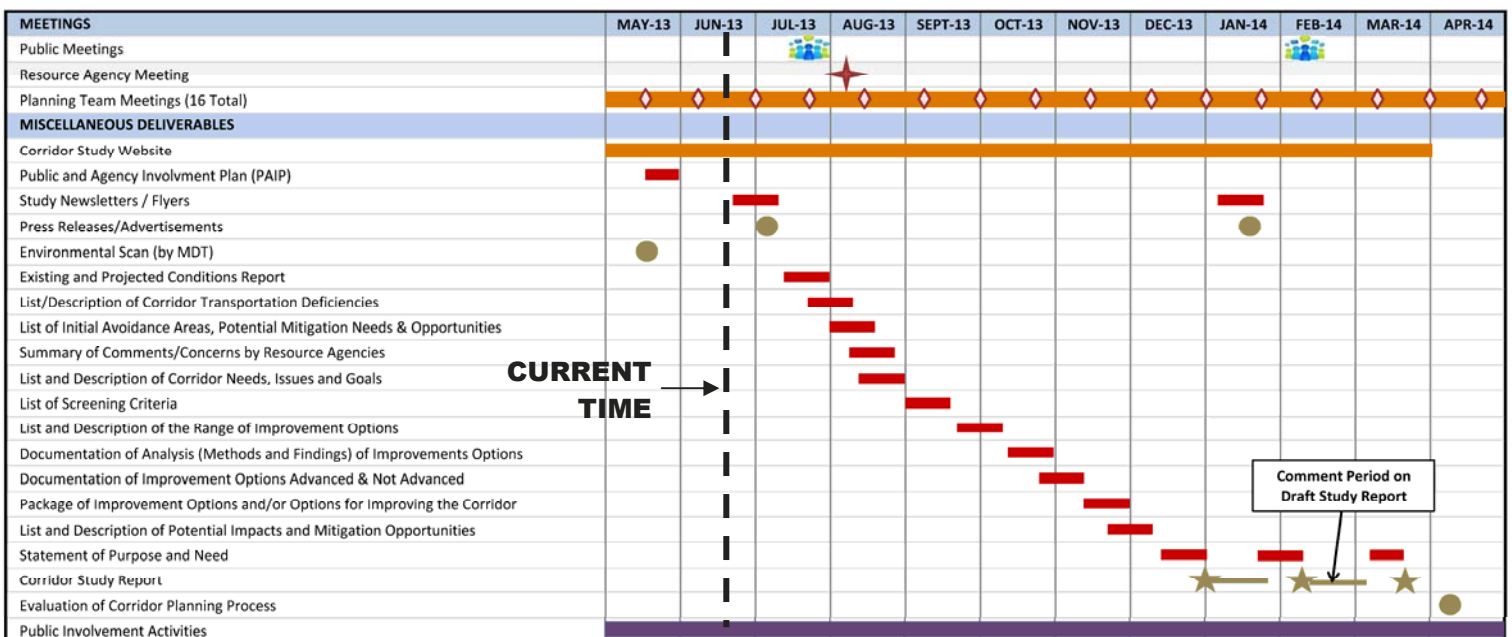 MEETINGS MAY-13 JUN-13 JUL-13 AUG-13 SEPT-13 OCT-13 NOV-13 DEC-13 JAN-14 FEB-14 MAR-14 APR-14
Public Meetings
Resource Agency Meeting
Planning Team Meetings (16 Total)
MISCELLANEOUS DELIVERABLES
Corridor Study Website
Public and Agency Involvment Plan (PAIP)
Study Newsletters / Flyers
Press Releases/Advertisements
Environmental Scan (by MDT)
Existing and Projected Conditions Report
List/Description of Corridor Transportation Deficiencies
List of Initial Avoidance Areas, Potential Mitigation Needs & Opportunities
Summary of Comments/Concerns by Resource Agencies
List and Description of Corridor Needs, Issues and Goals
CURRENT
TIME
List of Screening Criteria
List and Description of the Range of Improvement Options
Documentation of Analysis (Methods and Findings) of Improvements Options
Documentation of Improvement Options Advanced & Not Advanced
Package of Improvement Options and/or Options for Improving the Corridor
Comment Period on
Draft Study Report
List and Description of Potential Impacts and Mitigation Opportunities
Statement of Purpose and Need
Corridor Study Report
Evaluation of Corridor Planning Process
Public Involvement Activities